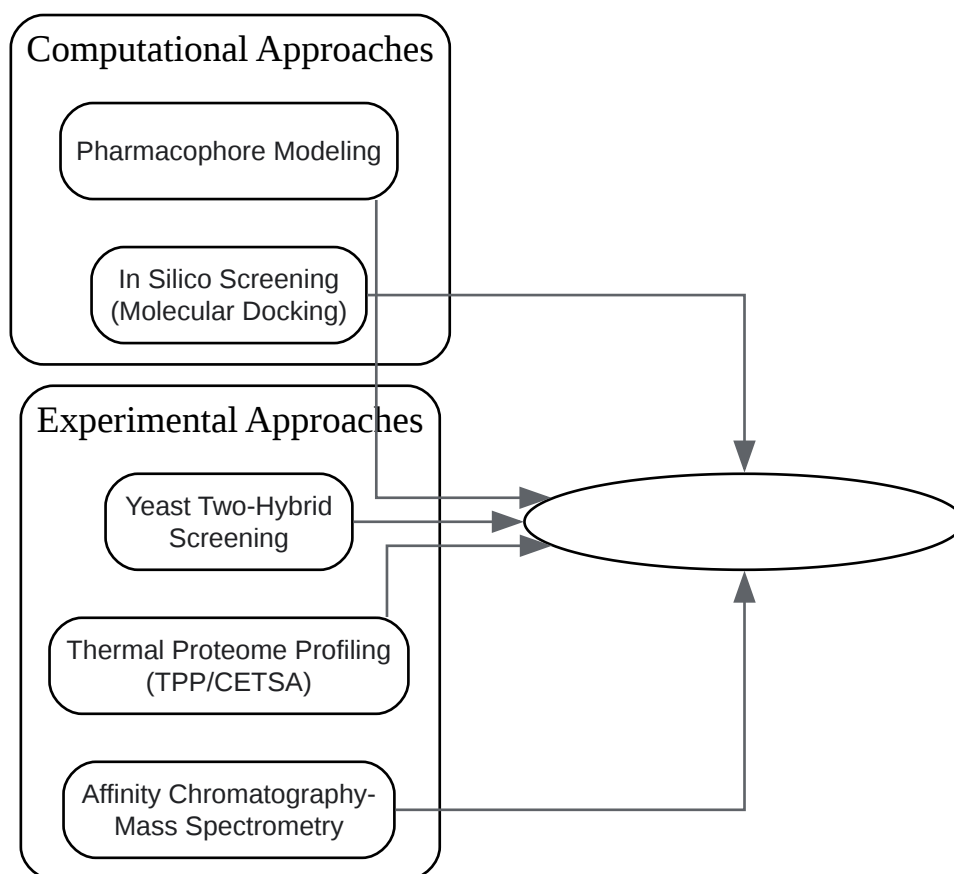 Computational Approaches
Pharmacophore Modeling
In Silico Screening
(Molecular Docking)
Experimental Approaches
Yeast Two-Hybrid
Screening
Thermal Proteome Profiling
(TPP/CETSA)
Affinity Chromatography-
Mass Spectrometry